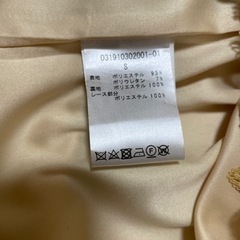 031910302001-01
S
表地 ポリエステル 93%
ポリウレタン 7%
裏地 ポリエステル 100%
レース部分
ポリエステル 100%